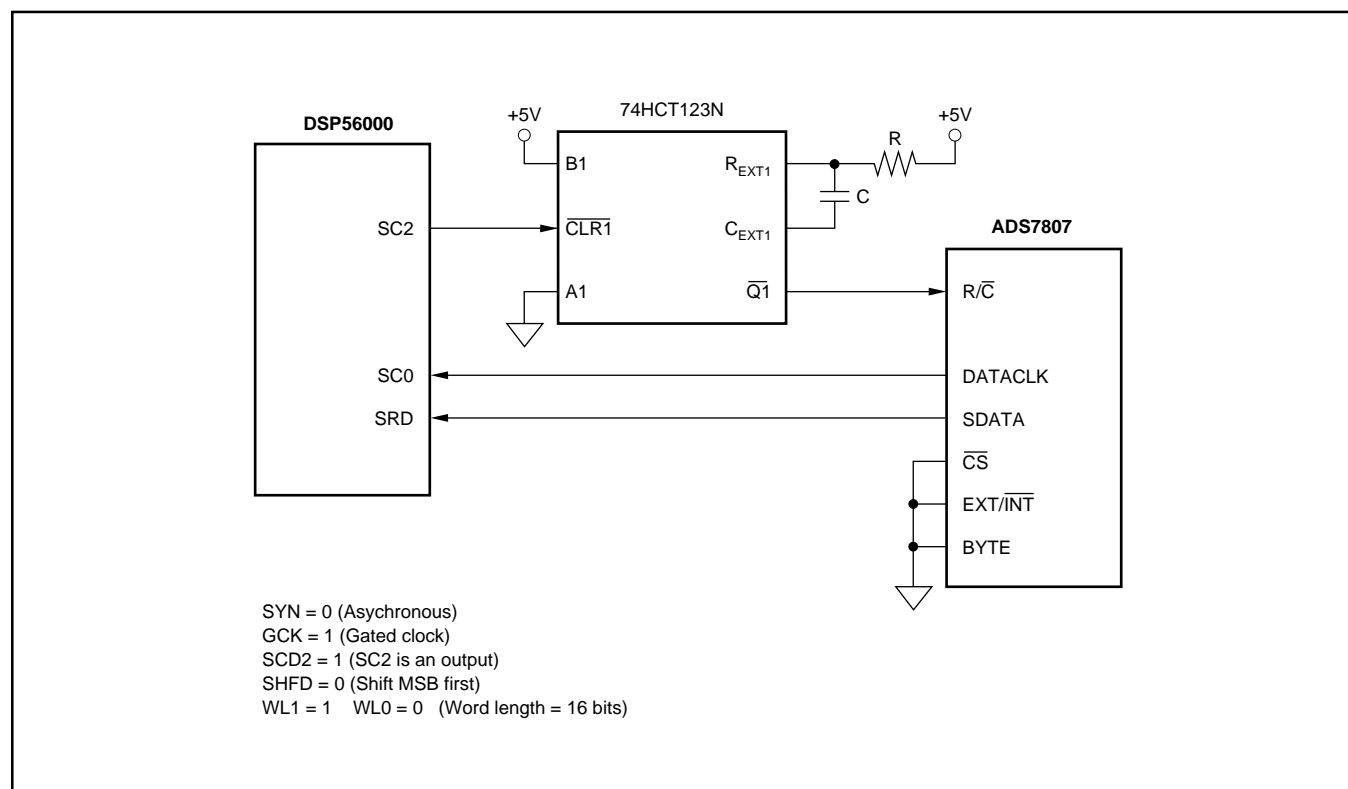 DSP56000
SC2
SC0
SRD
+5V
74HCT123N
B1
CLR1
A1
REXT1
CEXT1
Q1
R
+5V
C
ADS7807
R/C
DATACLK
SDATA
CS
EXT/INT
BYTE
SYN = 0 (Asychronous)
GCK = 1 (Gated clock)
SCD2 = 1 (SC2 is an output)
SHFD = 0 (Shift MSB first)
WL1 = 1 WL0 = 0 (Word length = 16 bits)